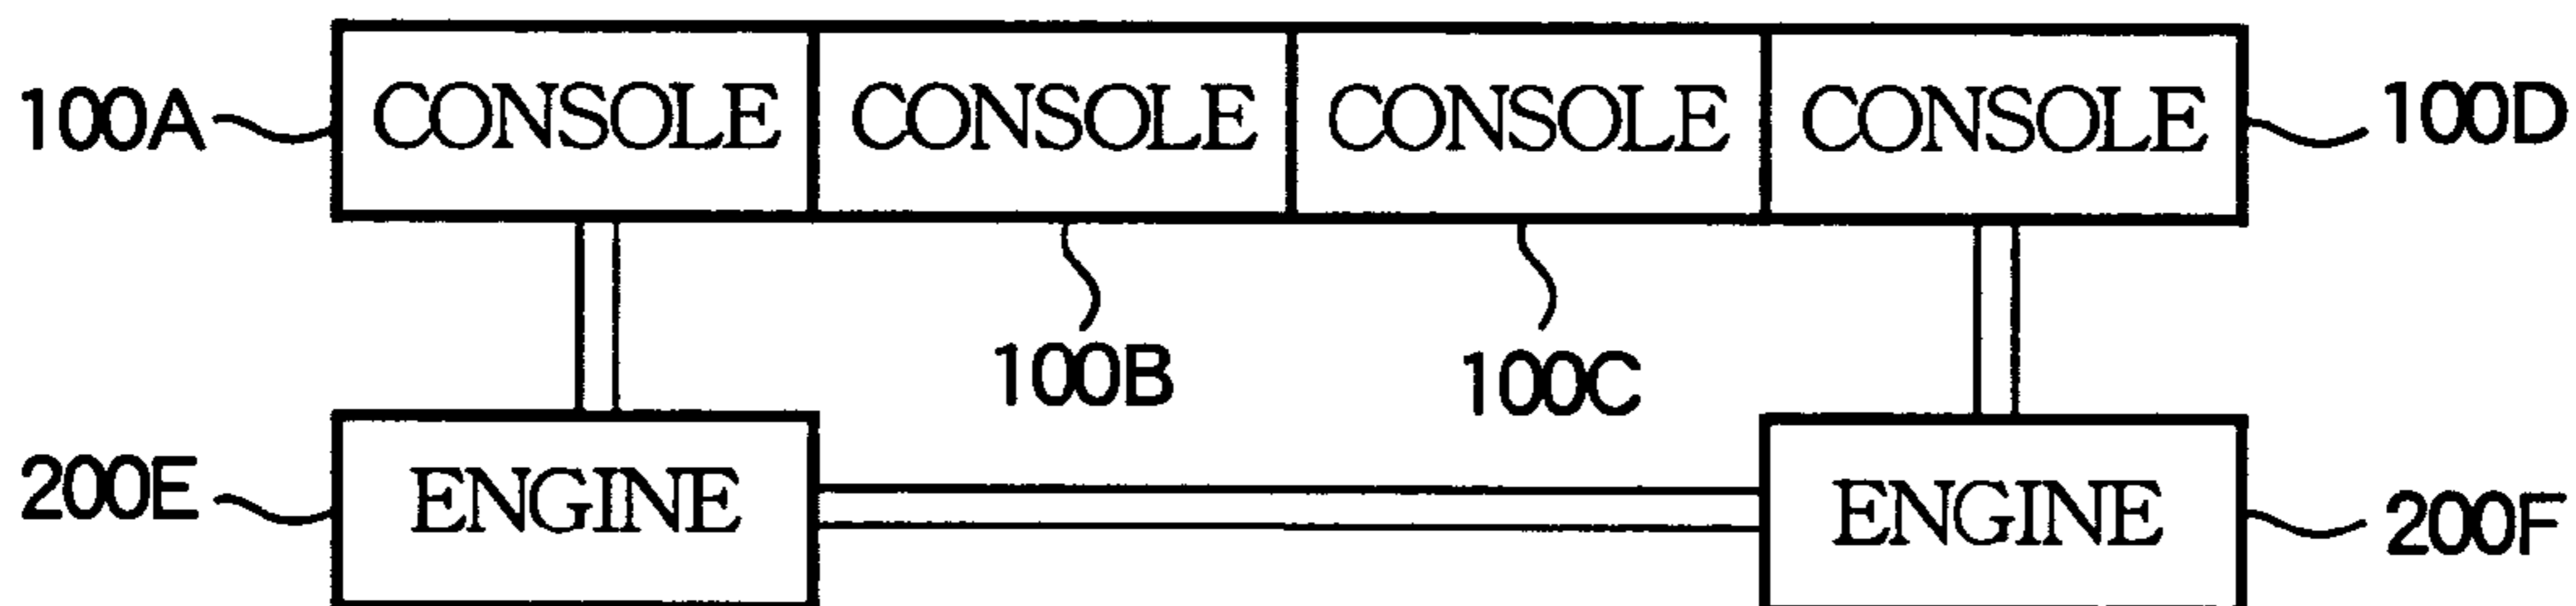 100A CONSOLE CONSOLE CONSOLE CONSOLE 100D
100B 100C
200E ENGINE ENGINE 200F